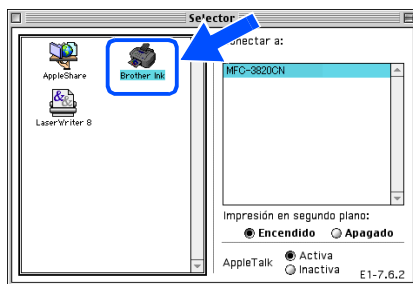 Selector
AppleShare
Brother Ink
LaserWriter 8
Conectar a:
MFC-3820CN
Impresión en segundo plano:
Encendido Apagado
AppleTalk
Activa
Inactiva
E1-7.6.2